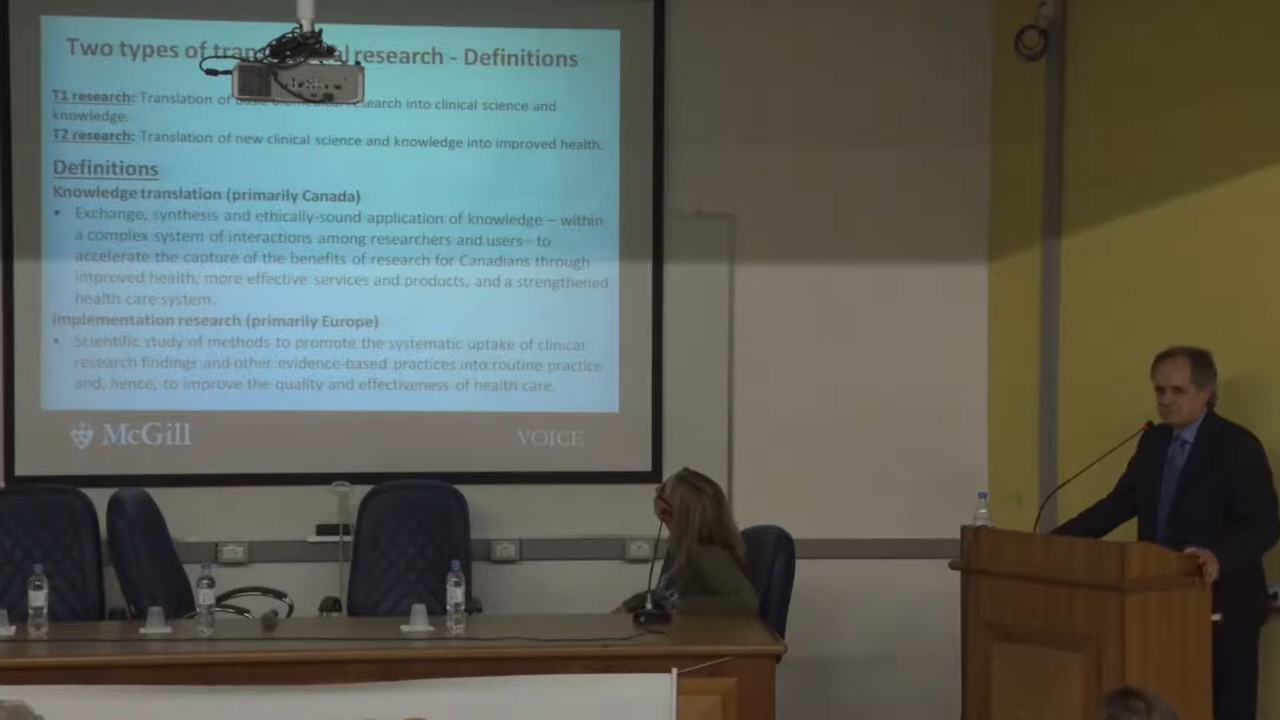 Two types of research - Definitions
T1 research: Translation of research into clinical science and
knowledge.
T2 research: Translation of new clinical science and knowledge into improved health.
Definitions
Knowledge translation (primarily Canada)
• Exchange, synthesis and ethically-sound application of knowledge – within
a complex system of interactions among researchers and users - to
accelerate the capture of the benefits of research for Canadians through
improved health, more effective services and products, and a strengthened
health care system.
Implementation research (primarily Europe)
• Scientific study of methods to promote the systematic uptake of clinical
research findings and other evidence-based practices into routine practice
and, hence, to improve the quality and effectiveness of health care.
McGill
VOICE